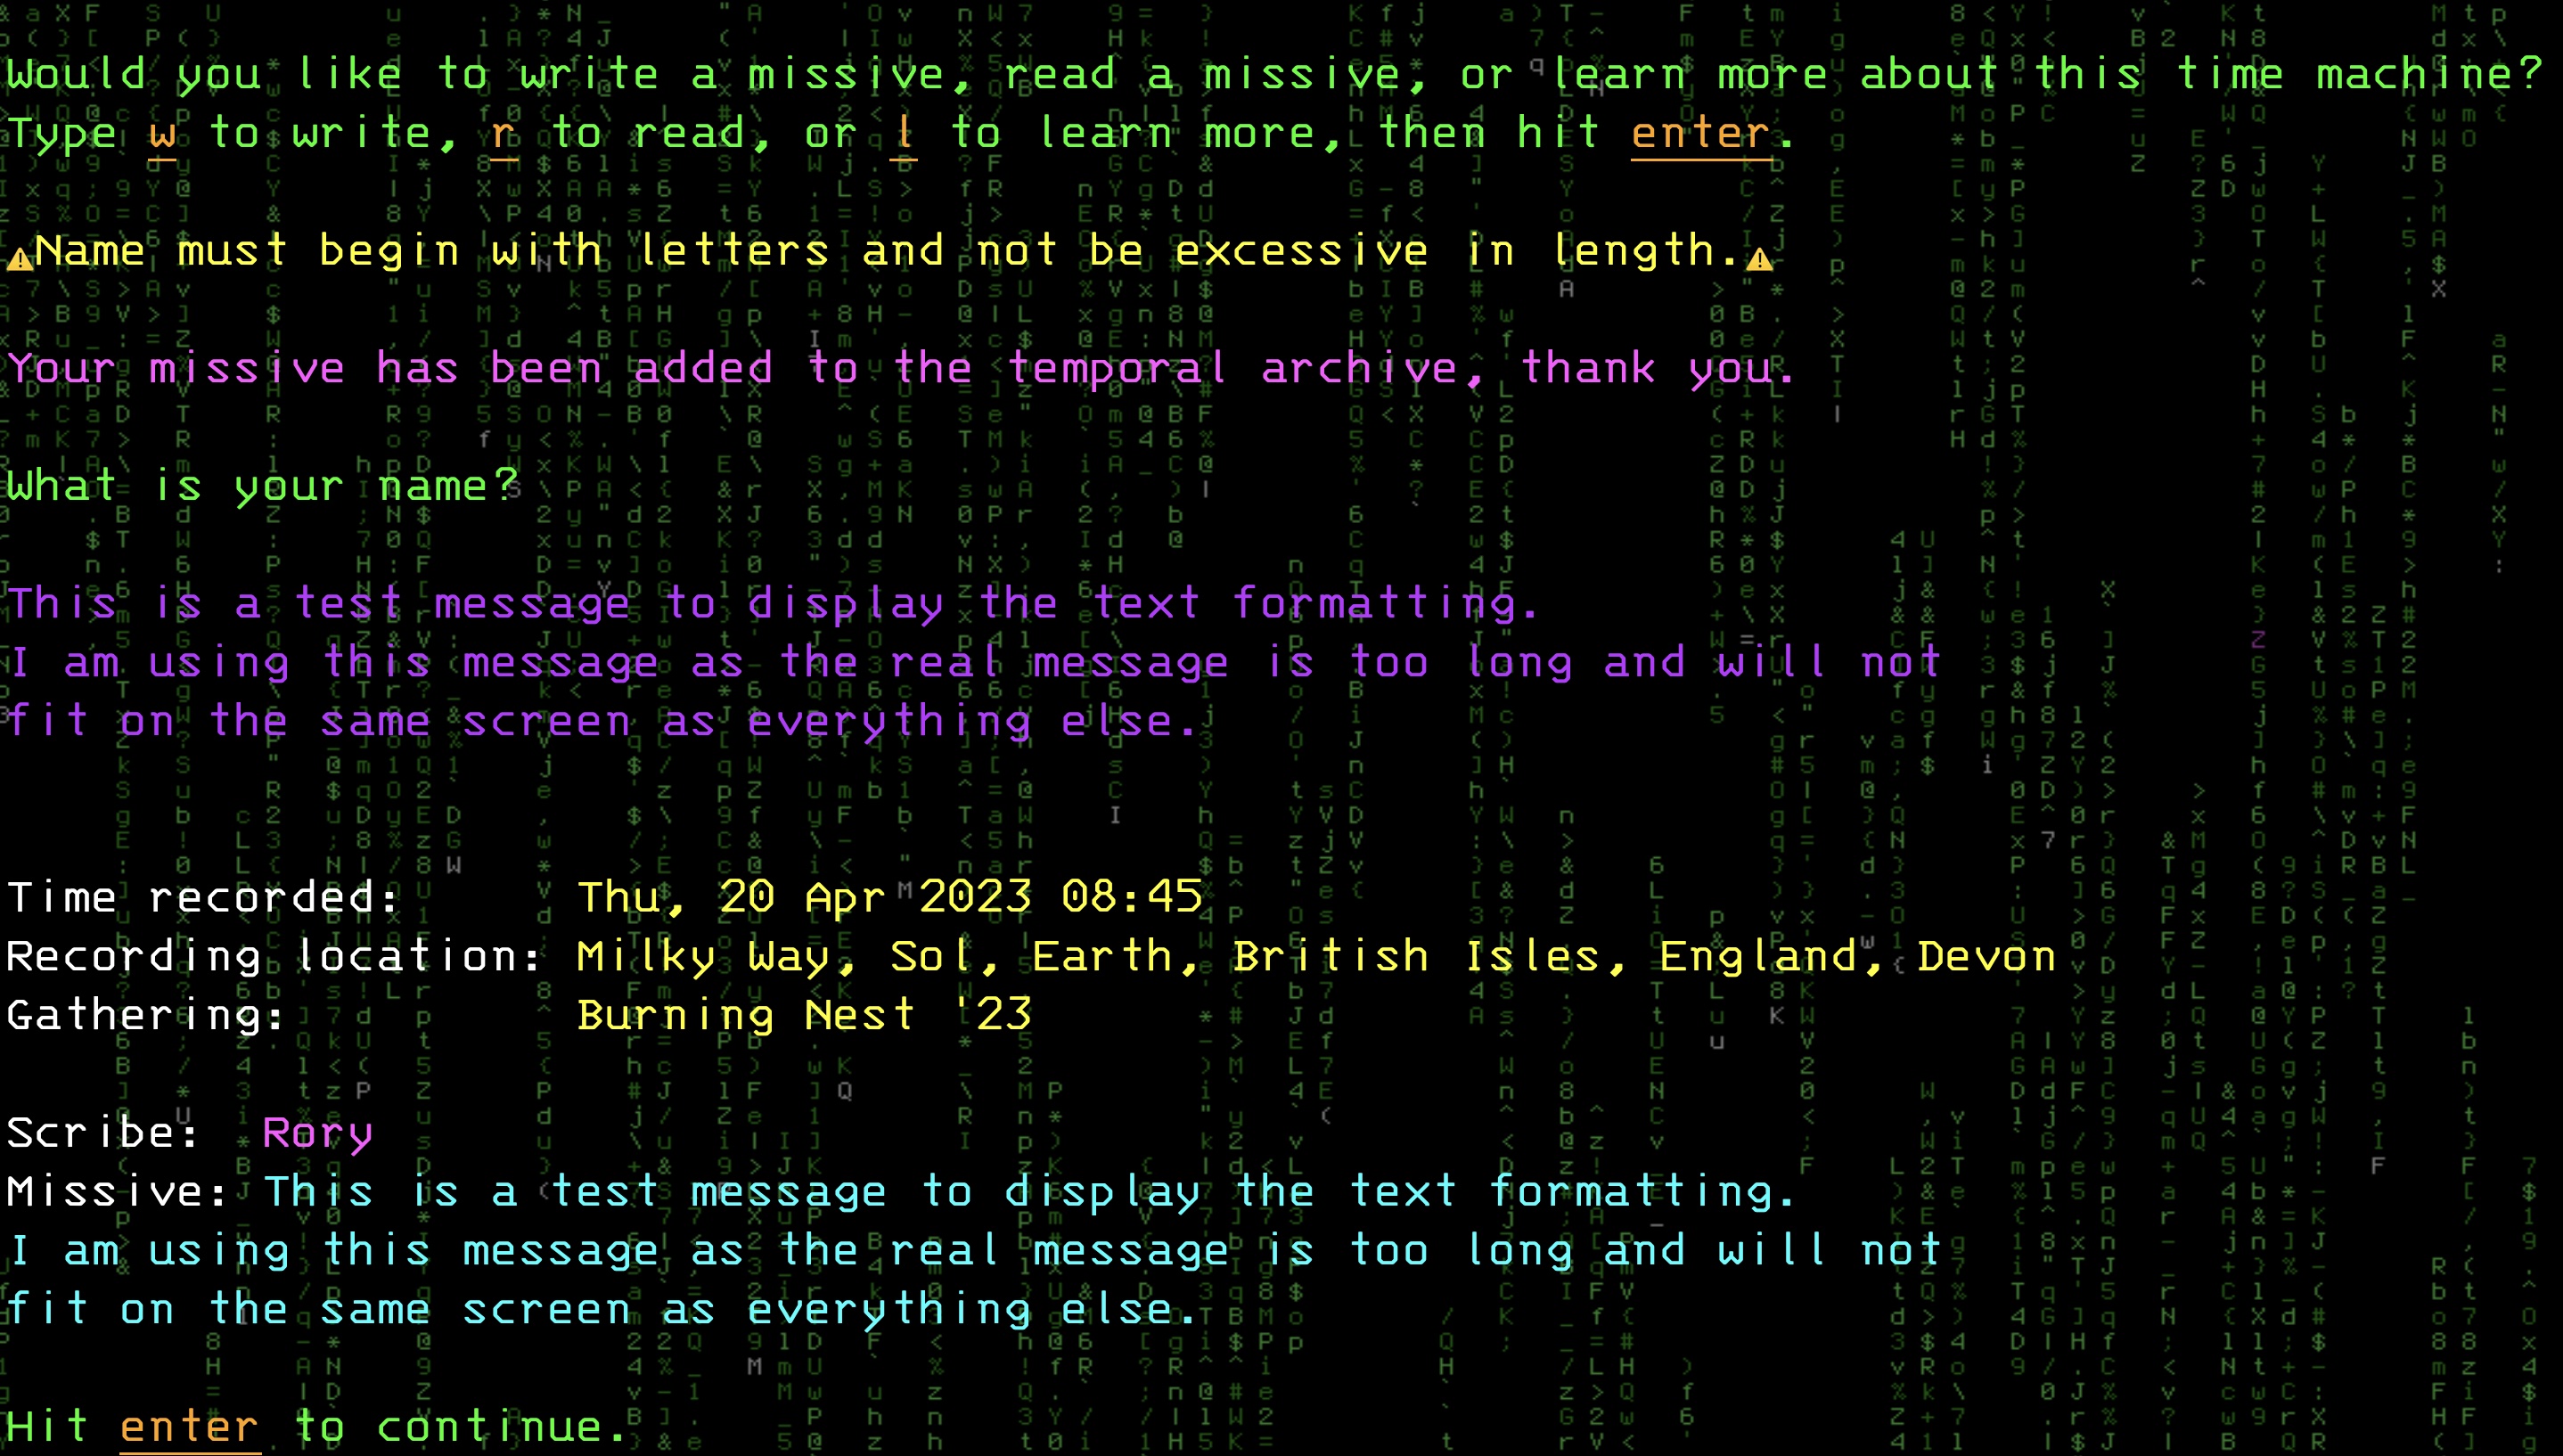 Would you like to write a missive, read a missive, or learn more about this time machine?
Type w to write, r to read, or l to learn more, then hit enter.
⚠Name must begin with letters and not be excessive in length.⚠
Your missive has been added to the temporal archive, thank you.
What is your name?
This is a test message to display the text formatting.
I am using this message as the real message is too long and will not
fit on the same screen as everything else.
Time recorded: Thu, 20 Apr 2023 08:45
Recording location: Milky Way, Sol, Earth, British Isles, England, Devon
Gathering: Burning Nest '23
Scribe: Rory
Missive: This is a test message to display the text formatting.
I am using this message as the real message is too long and will not
fit on the same screen as everything else.
Hit enter to continue.